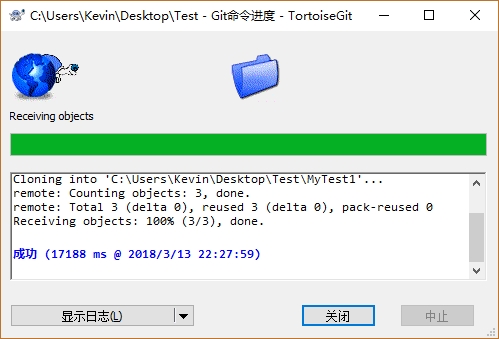 C:\Users\Kevin\Desktop\Test - Git命令进度 - TortoiseGit
Receiving objects
Cloning into 'C:\Users\Kevin\Desktop\Test\MyTest1'...
remote: Counting objects: 3, done.
remote: Total 3 (delta 0), reused 3 (delta 0), pack-reused 0
Receiving objects: 100% (3/3), done.
成功 (17188 ms @ 2018/3/13 22:27:59)
显示日志(L)
关闭
中止